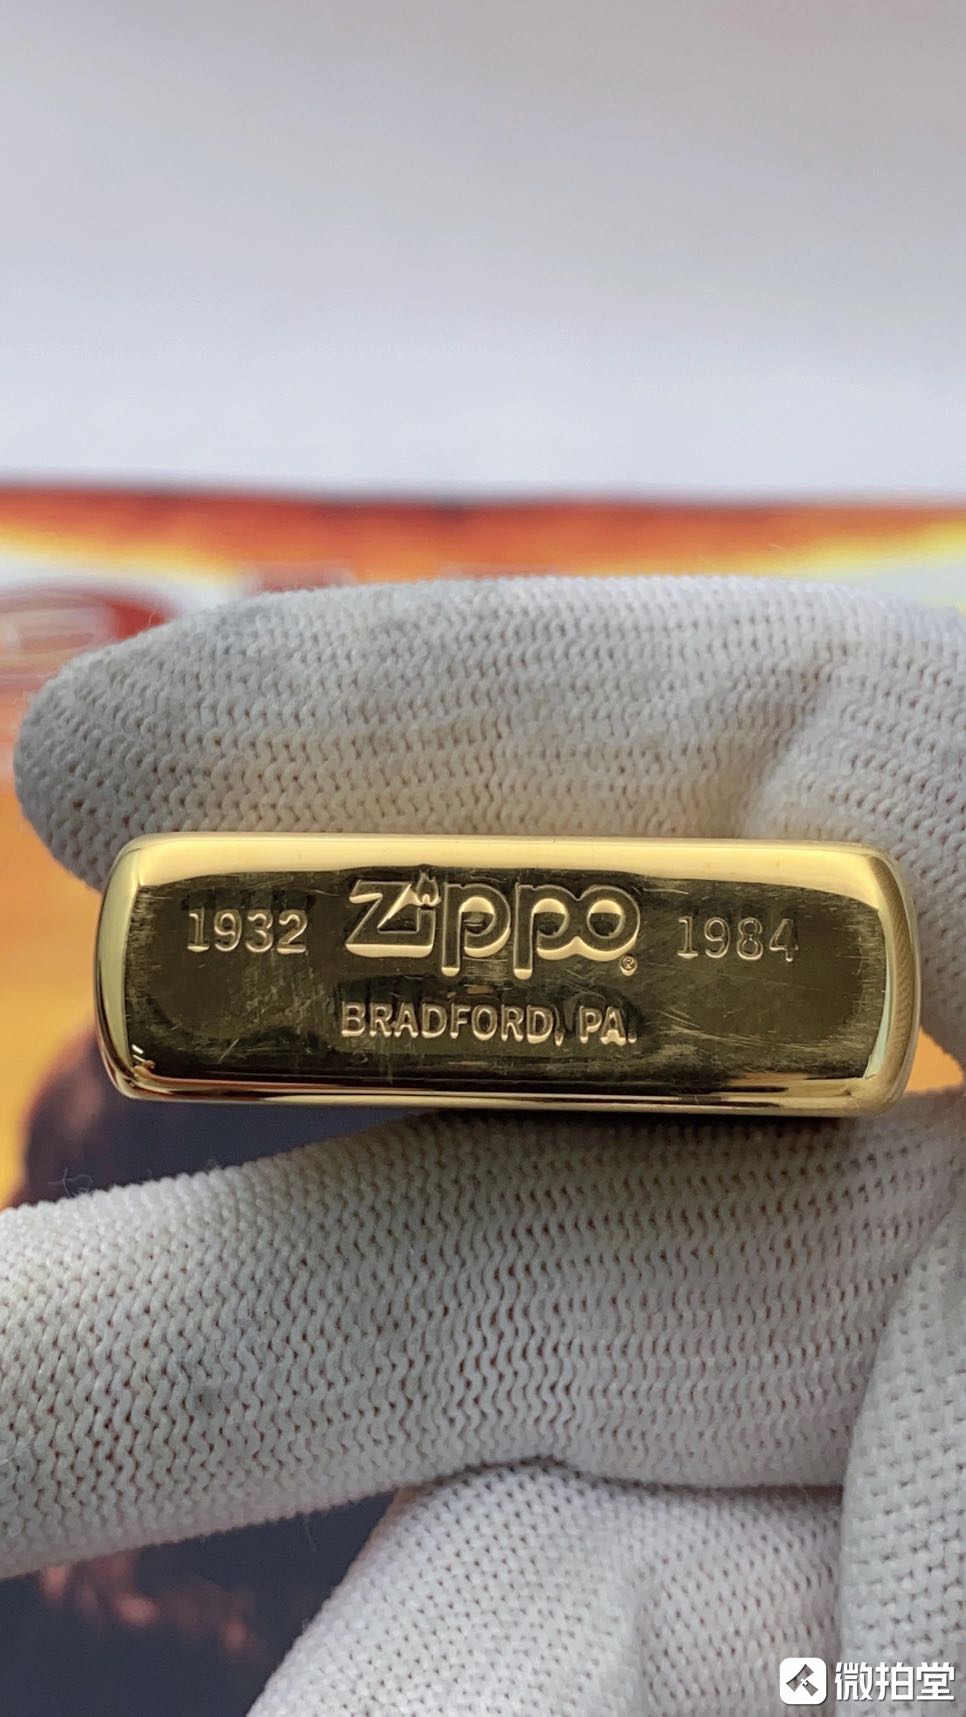 1932 Zippo® 1984
BRADFORD, PA.
微拍堂